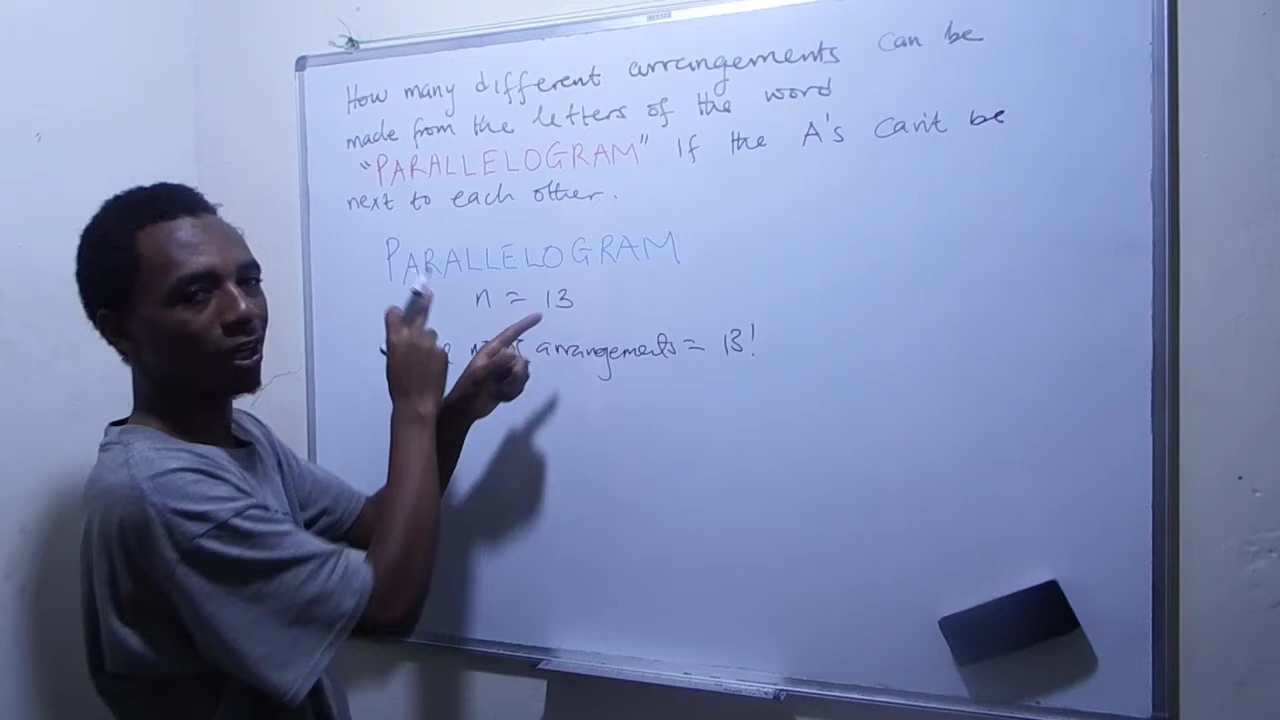 How many different arrangements can be
made from the letters of the word
"PARALLELOGRAM" If the A's can't be
next to each other.
PARALLELOGRAM
n = 13
arrangements = 13!